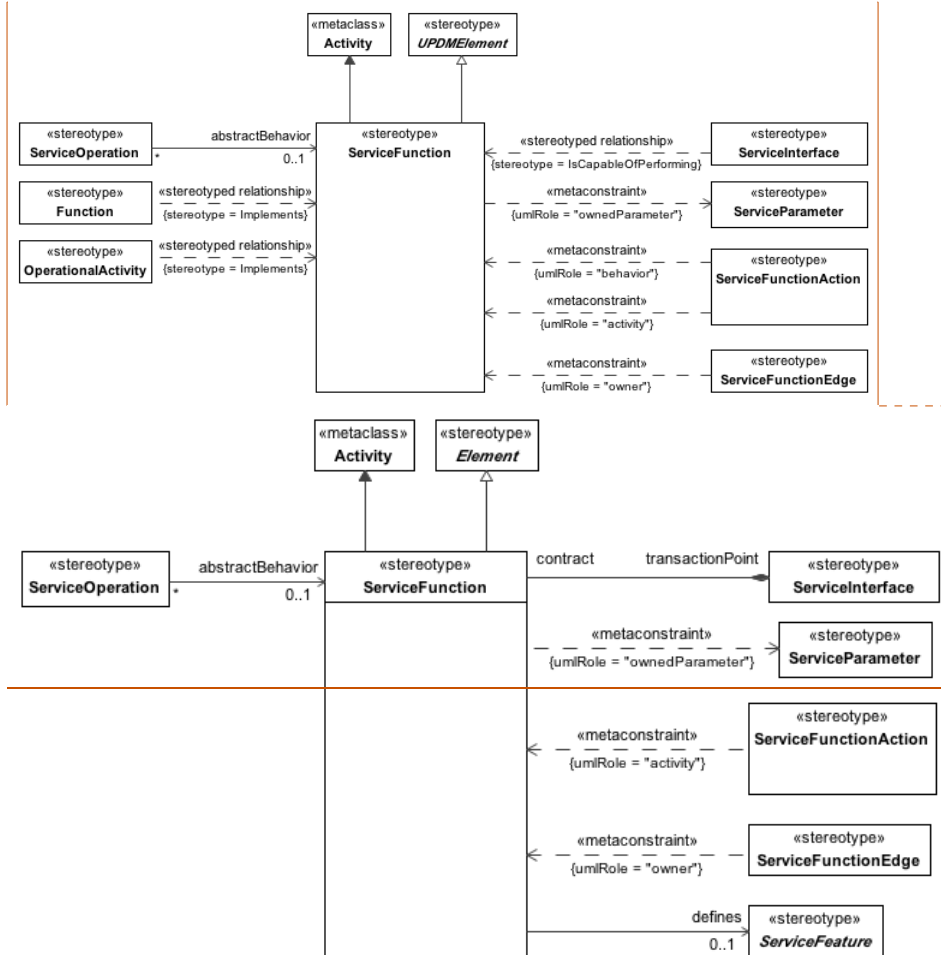 «metaclass»
Activity
«stereotype»
UPDMElement
«stereotype»
ServiceOperation
*
abstractBehavior
0..1
«stereotype»
ServiceFunction
«stereotyped relationship»
{stereotype = IsCapableOfPerforming}
«stereotype»
ServiceInterface
«stereotype»
Function
«stereotyped relationship»
{stereotype = Implements}
«metaconstraint»
{umlRole = "ownedParameter"}
«stereotype»
ServiceParameter
«stereotype»
OperationalActivity
«stereotyped relationship»
{stereotype = Implements}
«metaconstraint»
{umlRole = "behavior"}
«stereotype»
ServiceFunctionAction
«metaconstraint»
{umlRole = "activity"}
«metaconstraint»
{umlRole = "owner"}
«stereotype»
ServiceFunctionEdge
«metaclass»
Activity
«stereotype»
Element
«stereotype»
ServiceOperation
*
abstractBehavior
0..1
«stereotype»
ServiceFunction
contract
transactionPoint
«stereotype»
ServiceInterface
«metaconstraint»
{umlRole = "ownedParameter"}
«stereotype»
ServiceParameter
«metaconstraint»
{umlRole = "activity"}
«stereotype»
ServiceFunctionAction
«metaconstraint»
{umlRole = "owner"}
«stereotype»
ServiceFunctionEdge
defines
0..1
«stereotype»
ServiceFeature